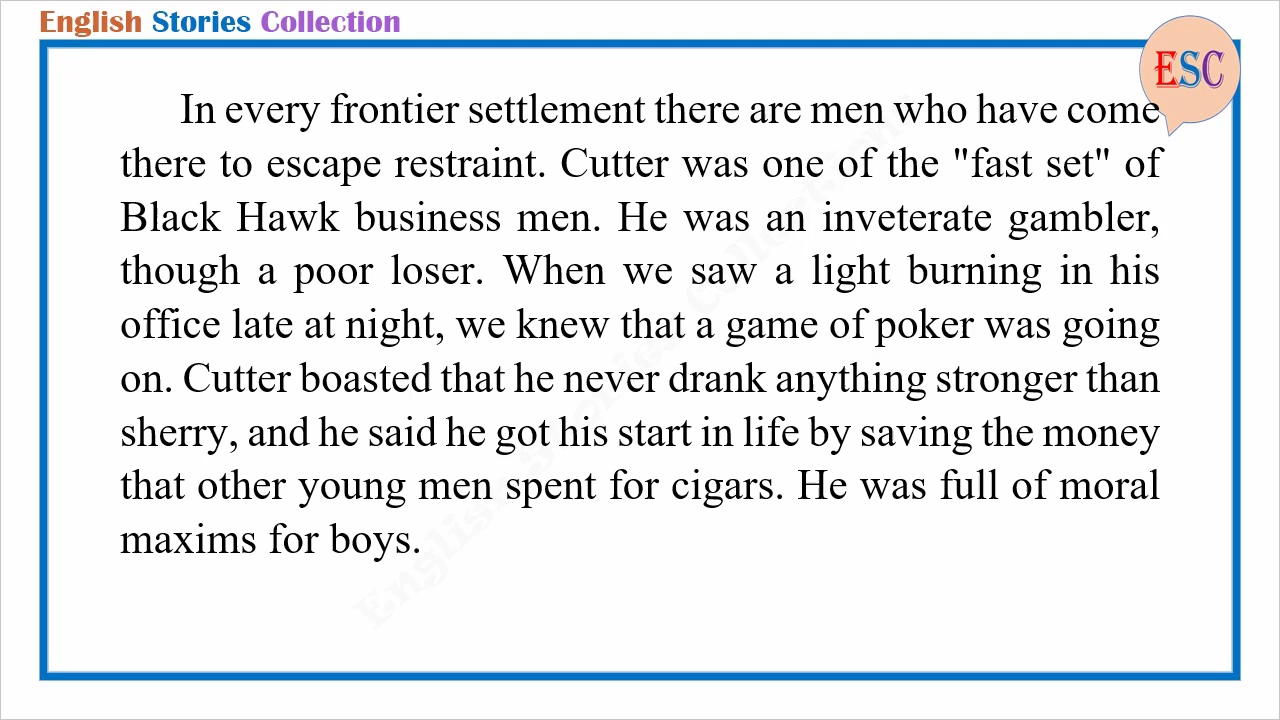 English Stories Collection
ESC
In every frontier settlement there are men who have come
there to escape restraint. Cutter was one of the "fast set" of
Black Hawk business men. He was an inveterate gambler,
though a poor loser. When we saw a light burning in his
office late at night, we knew that a game of poker was going
on. Cutter boasted that he never drank anything stronger than
sherry, and he said he got his start in life by saving the money
that other young men spent for cigars. He was full of moral
maxims for boys.
English Stories Collections